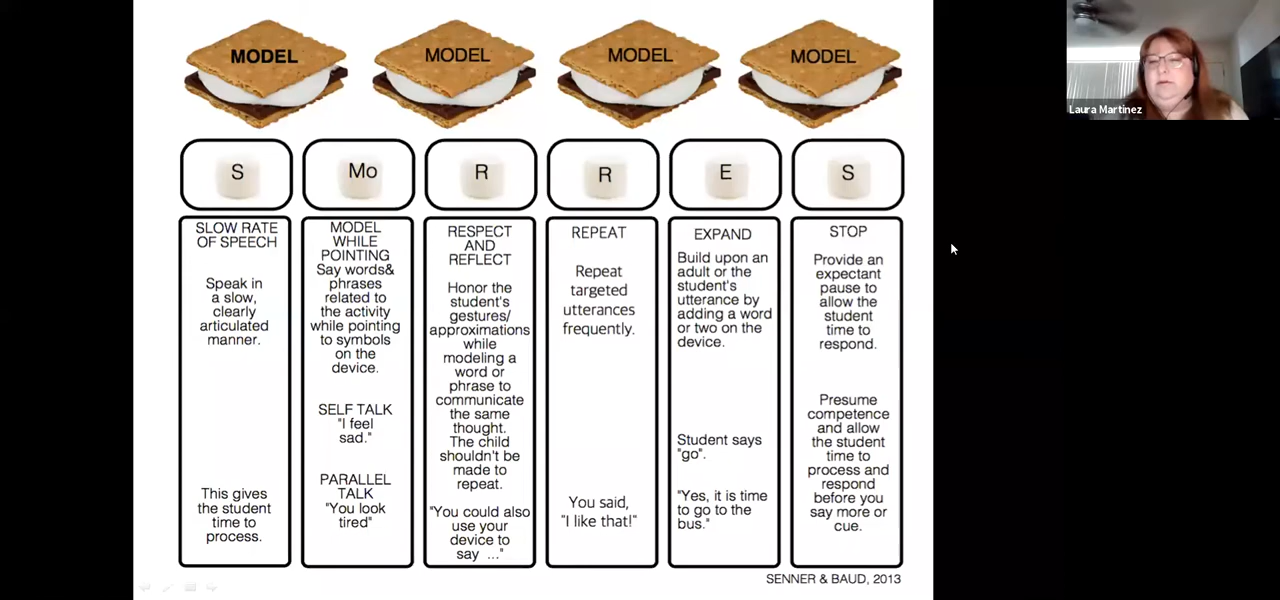 MODEL MODEL MODEL MODEL
Laura Martinez
S Mo R R E S
SLOW RATE
OF SPEECH
Speak in
a slow,
clearly
articulated
manner.
This gives
the student
time to
process.
MODEL
WHILE
POINTING
Say words&
phrases
related to
the activity
while pointing
to symbols
on the
device.
SELF TALK
"I feel
sad."
PARALLEL
TALK
"You look
tired"
RESPECT
AND
REFLECT
Honor the
student's
gestures/
approximations
while
modeling a
word or
phrase to
communicate
the same
thought.
The child
shouldn't be
made to
repeat.
"You could also
use your
device to
say ..."
REPEAT
Repeat
targeted
utterances
frequently.
You said,
"I like that!"
EXPAND
Build upon an
adult or the
student's
utterance by
adding a word
or two on the
device.
Student says
"go".
"Yes, it is time
to go to the
bus."
STOP
Provide an
expectant
pause to
allow the
student
time to
respond.
Presume
competence
and allow
the student
time to
process and
respond
before you
say more or
cue.
SENNER & BAUD, 2013